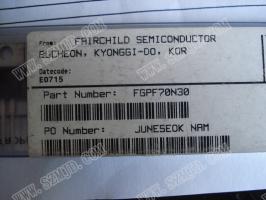 From: FAIRCHILD SEMICONDUCTOR
BUCHEON, KYONGGI-DO, KOR
Datecode:
E0715
Part Number: FGPF70N30
PO Number: JUNESEOK NAM